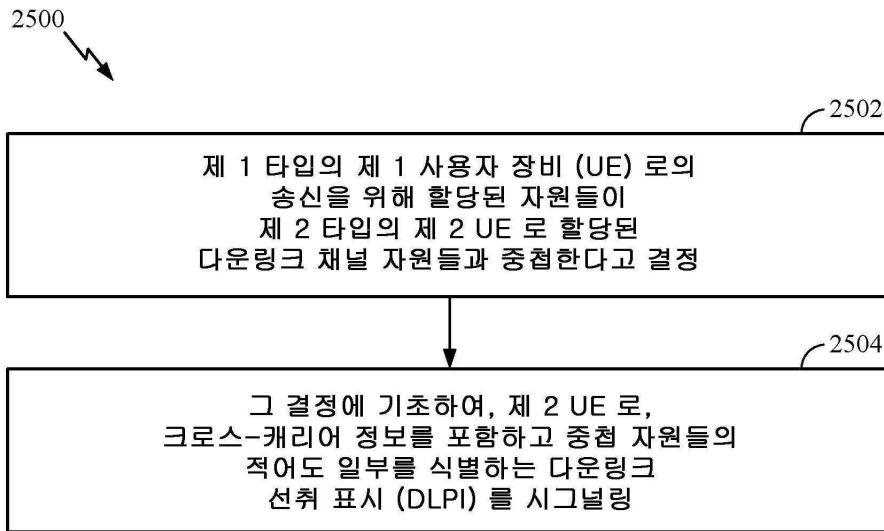 2500
2502
제 1 타입의 제 1 사용자 장비 (UE) 로의
송신을 위해 할당된 자원들이
제 2 타입의 제 2 UE 로 할당된
다운링크 채널 자원들과 중첩한다고 결정
2504
그 결정에 기초하여, 제 2 UE 로,
크로스-캐리어 정보를 포함하고 중첩 자원들의
적어도 일부를 식별하는 다운링크
선취 표시 (DLPI) 를 시그널링